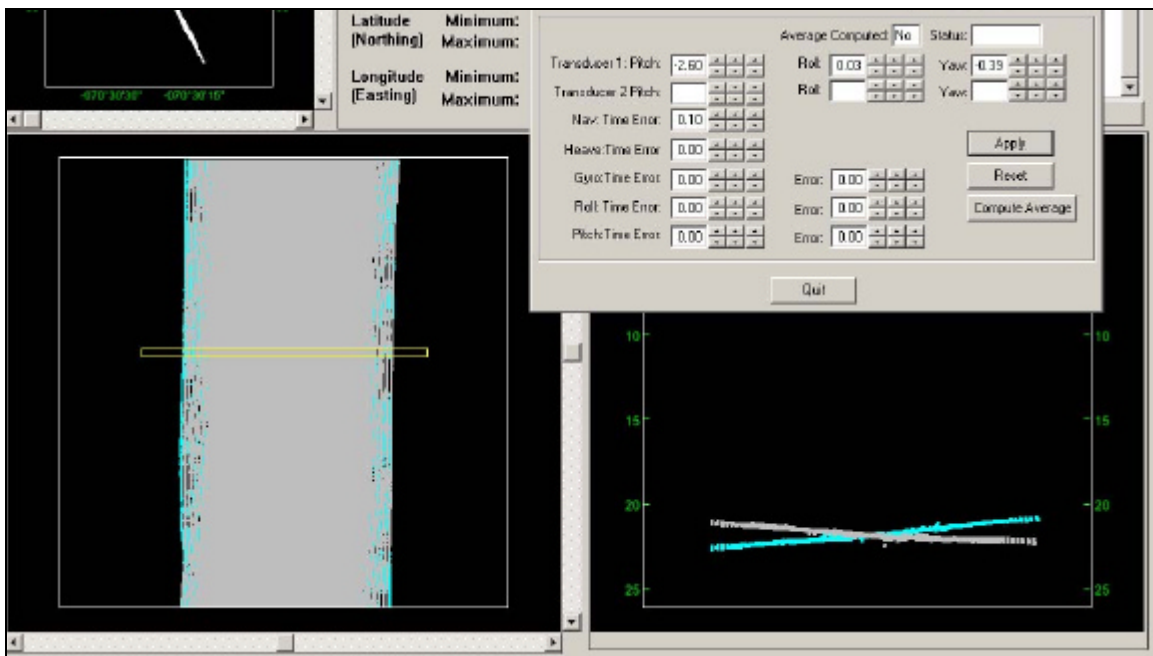 -070°30'30" -070°30'15"
Latitude Minimum:
(Northing) Maximum:
Longitude Minimum:
(Easting) Maximum:
Average Computed: No Status:
Transducer 1: Pitch: -2.60 Roll: 0.03 Yaw: -0.39
Transducer 2 Pitch: Roll: Yaw:
Nav: Time Error: 0.10
Heave: Time Error 0.00
Gyro: Time Error: 0.00 Error: 0.00
Roll: Time Error: 0.00 Error: 0.00
Pitch: Time Error: 0.00 Error: 0.00
Apply
Reset
Compute Average
Quit
10 10
15 15
20 20
25 25